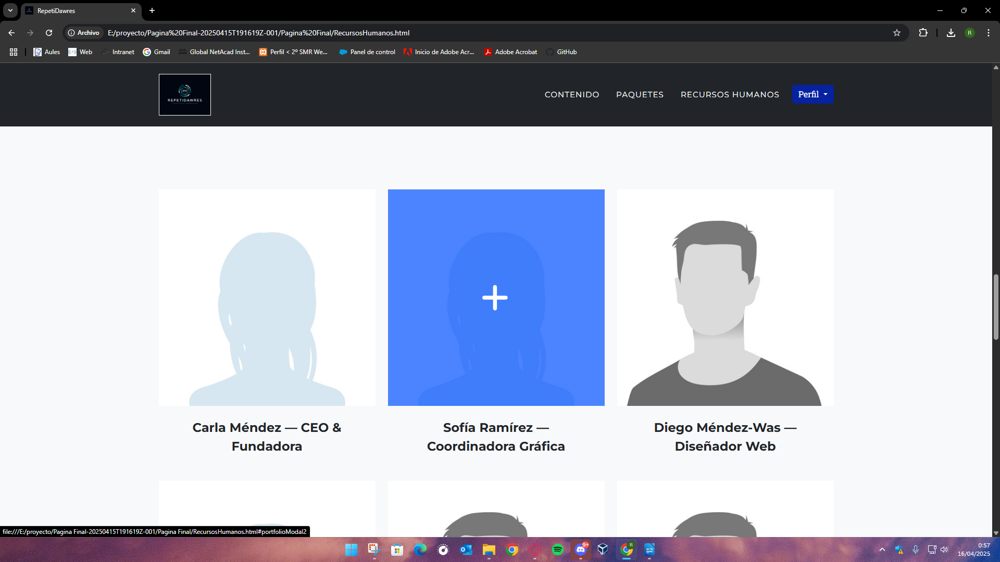 RepetiDawres
Archivo
E:/proyecto/Pagina%20Final-20250415T191619Z-001/Pagina%20Final/RecursosHumanos.html
R
Aules
Web
Intranet
Gmail
Global NetAcad Inst...
Perfil < 2º SMR We...
Panel de control
Inicio de Adobe Acr...
Adobe Acrobat
GitHub
MD
REPETIDAWRES
CONTENIDO
PAQUETES
RECURSOS HUMANOS
Perfil
Carla Méndez — CEO &
Fundadora
Sofía Ramírez —
Coordinadora Gráfica
Diego Méndez-Was —
Diseñador Web
file:///E:/proyecto/Pagina Final-20250415T191619Z-001/Pagina Final/RecursosHumanos.html#portfolioModal2
9+
R
0:57
16/04/2025